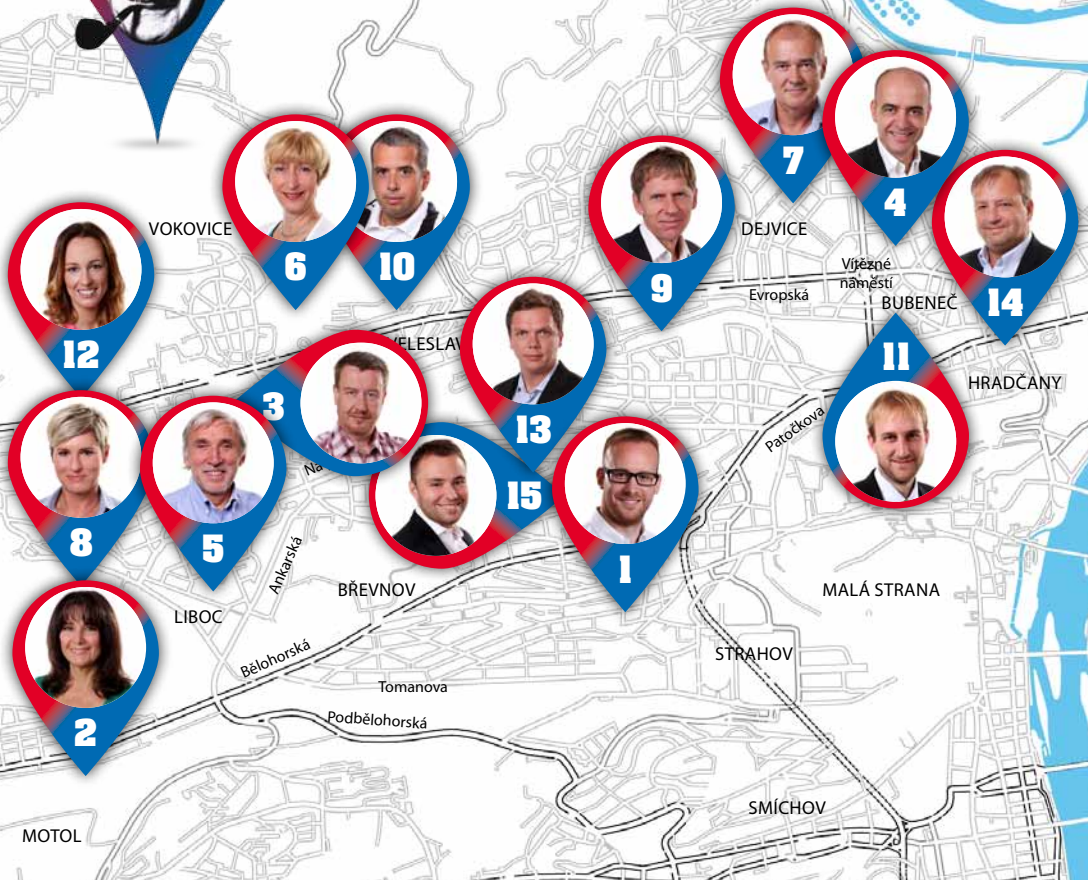 7
4
VOKOVICE
6
10
9
DEJVICE
14
12
Vítězné
náměstí
Evropská
BUBENEČ
11
3
13
HRADČANY
Patočkova
8
5
15
1
Ankarská
BŘEVNOV
MALÁ STRANA
LIBOC
Bělohorská
STRAHOV
2
Tomanova
Podbělohorská
SMÍCHOV
MOTOL